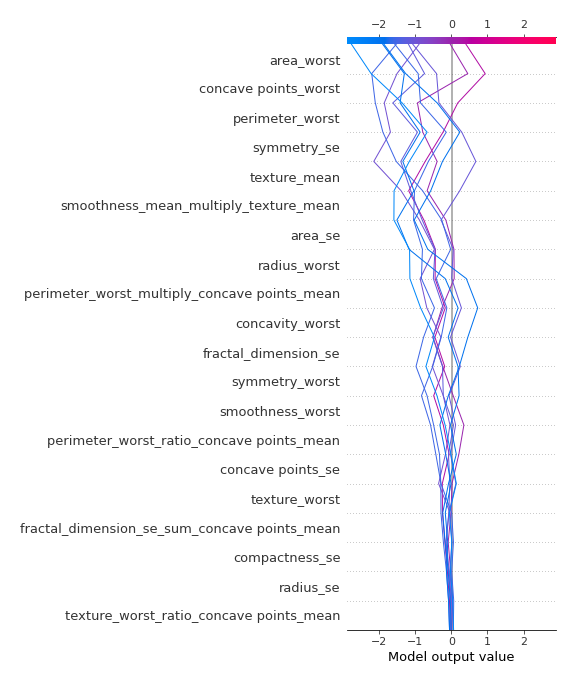 −2 −1 0 1 2
area_worst
concave points_worst
perimeter_worst
symmetry_se
texture_mean
smoothness_mean_multiply_texture_mean
area_se
radius_worst
perimeter_worst_multiply_concave points_mean
concavity_worst
fractal_dimension_se
symmetry_worst
smoothness_worst
perimeter_worst_ratio_concave points_mean
concave points_se
texture_worst
fractal_dimension_se_sum_concave points_mean
compactness_se
radius_se
texture_worst_ratio_concave points_mean
−2 −1 0 1 2
Model output value